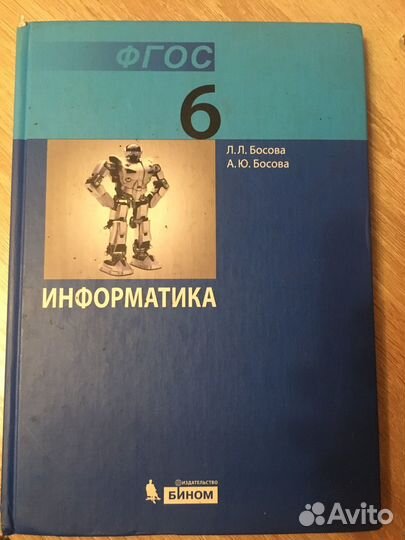 ФГОС
6
Л.Л. Босова
А.Ю. Босова
ИНФОРМАТИКА
ИЗДАТЕЛЬСТВО
БИНОМ
Avito